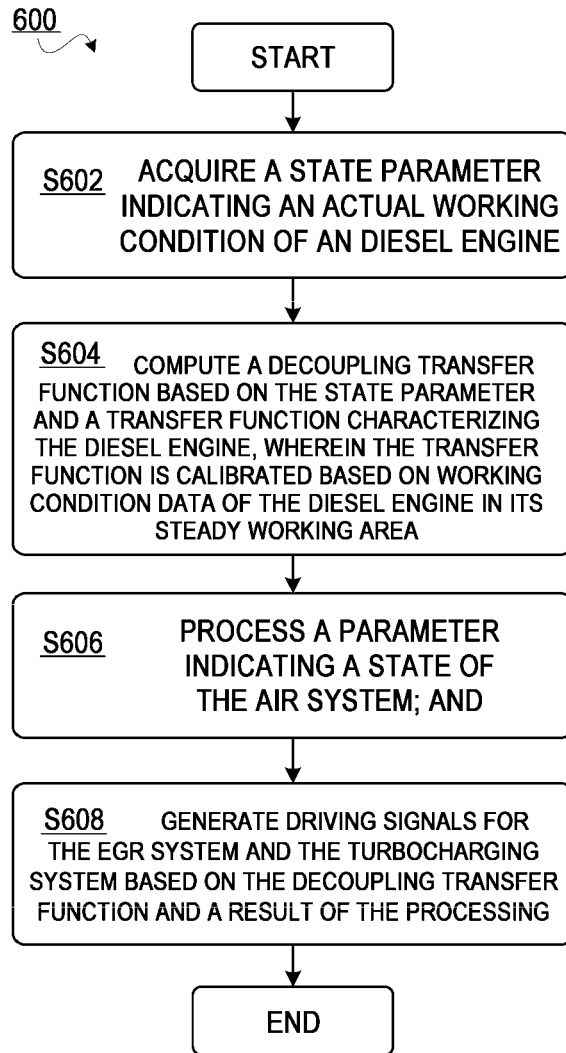 600
START
S602 ACQUIRE A STATE PARAMETER
INDICATING AN ACTUAL WORKING
CONDITION OF AN DIESEL ENGINE
S604 COMPUTE A DECOUPLING TRANSFER
FUNCTION BASED ON THE STATE PARAMETER
AND A TRANSFER FUNCTION CHARACTERIZING
THE DIESEL ENGINE, WHEREIN THE TRANSFER
FUNCTION IS CALIBRATED BASED ON WORKING
CONDITION DATA OF THE DIESEL ENGINE IN ITS
STEADY WORKING AREA
S606 PROCESS A PARAMETER
INDICATING A STATE OF
THE AIR SYSTEM; AND
S608 GENERATE DRIVING SIGNALS FOR
THE EGR SYSTEM AND THE TURBOCHARGING
SYSTEM BASED ON THE DECOUPLING TRANSFER
FUNCTION AND A RESULT OF THE PROCESSING
END